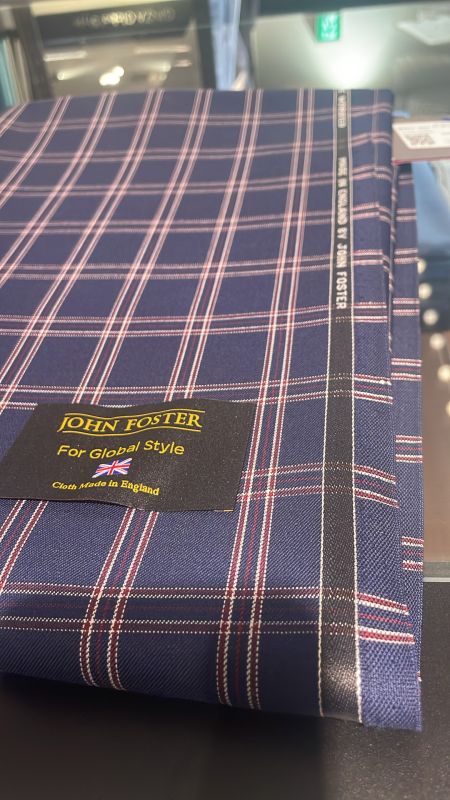 JOHN FOSTER
For Global Style
Cloth Made in England
MADE IN ENGLAND BY JOHN FOSTER